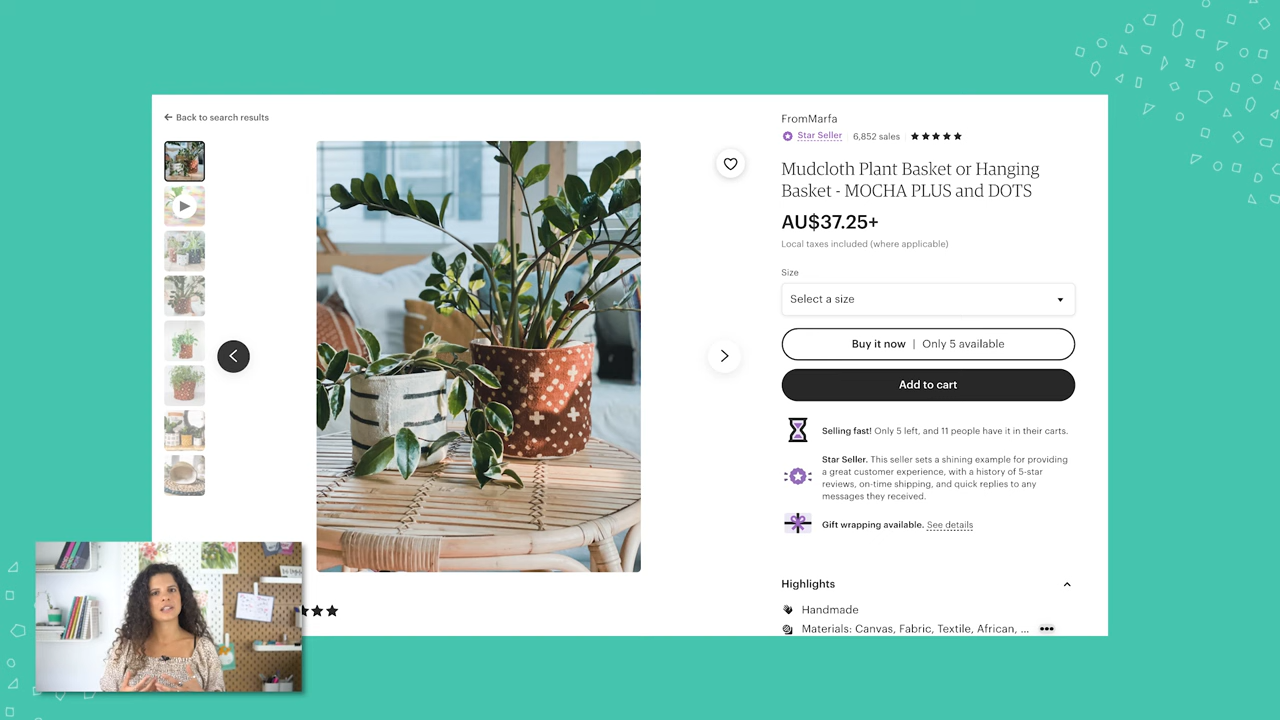 Back to search results
FromMarfa
Star Seller 6,852 sales
Mudcloth Plant Basket or Hanging
Basket - MOCHA PLUS and DOTS
AU$37.25+
Local taxes included (where applicable)
Size
Select a size
Buy it now | Only 5 available
Add to cart
Selling fast! Only 5 left, and 11 people have it in their carts.
Star Seller. This seller sets a shining example for providing
a great customer experience, with a history of 5-star
reviews, on-time shipping, and quick replies to any
messages they received.
Gift wrapping available. See details
Highlights
Handmade
Materials: Canvas, Fabric, Textile, African, ...